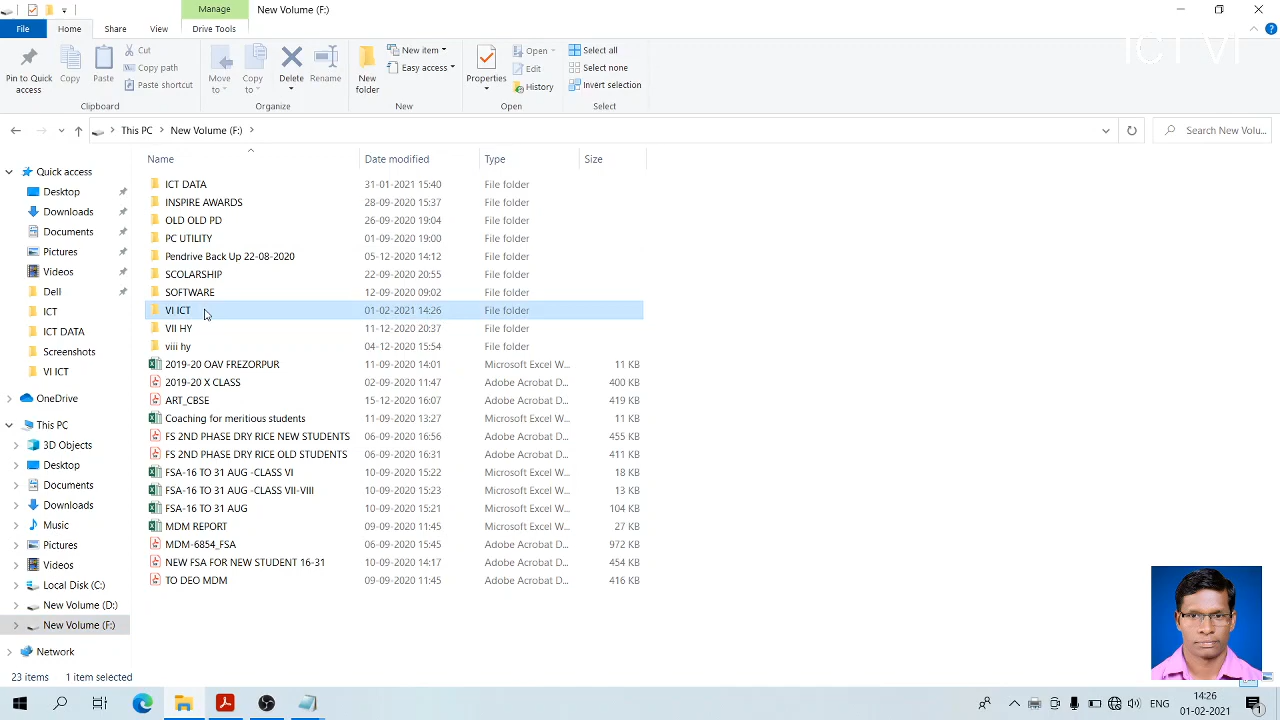 Manage
New Volume (F:)
File
Home
Share
View
Drive Tools
ICT VI
Pin to Quick access
Copy
Paste
Cut
Copy path
Paste shortcut
Clipboard
Move to
Copy to
Delete
Rename
Organize
New folder
New item
Easy access
New
Properties
Open
Edit
History
Open
Select all
Select none
Invert selection
Select
This PC > New Volume (F:) >
Search New Volu...
Name Date modified Type Size
Quick access
Desktop
Downloads
Documents
Pictures
Videos
Dell
ICT
ICT DATA
Screenshots
VI ICT
OneDrive
This PC
3D Objects
Desktop
Documents
Downloads
Music
Pictures
Videos
Local Disk (C:)
New Volume (D:)
New Volume (F:)
Network
ICT DATA 31-01-2021 15:40 File folder
INSPIRE AWARDS 28-09-2020 15:37 File folder
OLD OLD PD 26-09-2020 19:04 File folder
PC UTILITY 01-09-2020 19:00 File folder
Pendrive Back Up 22-08-2020 05-12-2020 14:12 File folder
SCOLARSHIP 22-09-2020 20:55 File folder
SOFTWARE 12-09-2020 09:02 File folder
VI ICT 01-02-2021 14:26 File folder
VII HY 11-12-2020 20:37 File folder
viii hy 04-12-2020 15:54 File folder
2019-20 OAV FREZORPUR 11-09-2020 14:01 Microsoft Excel W... 11 KB
2019-20 X CLASS 02-09-2020 11:47 Adobe Acrobat D... 400 KB
ART_CBSE 15-12-2020 16:07 Adobe Acrobat D... 419 KB
Coaching for meritious students 11-09-2020 13:27 Microsoft Excel W... 11 KB
FS 2ND PHASE DRY RICE NEW STUDENTS 06-09-2020 16:56 Adobe Acrobat D... 455 KB
FS 2ND PHASE DRY RICE OLD STUDENTS 06-09-2020 16:31 Adobe Acrobat D... 411 KB
FSA-16 TO 31 AUG -CLASS VI 10-09-2020 15:22 Microsoft Excel W... 18 KB
FSA-16 TO 31 AUG -CLASS VII-VIII 10-09-2020 15:23 Microsoft Excel W... 13 KB
FSA-16 TO 31 AUG 10-09-2020 15:21 Microsoft Excel W... 104 KB
MDM REPORT 09-09-2020 11:45 Microsoft Excel W... 27 KB
MDM-6854_FSA 06-09-2020 15:45 Adobe Acrobat D... 972 KB
NEW FSA FOR NEW STUDENT 16-31 10-09-2020 14:17 Adobe Acrobat D... 454 KB
TO DEO MDM 09-09-2020 11:45 Adobe Acrobat D... 416 KB
23 items 1 item selected
ENG
14:26
01-02-2021
1